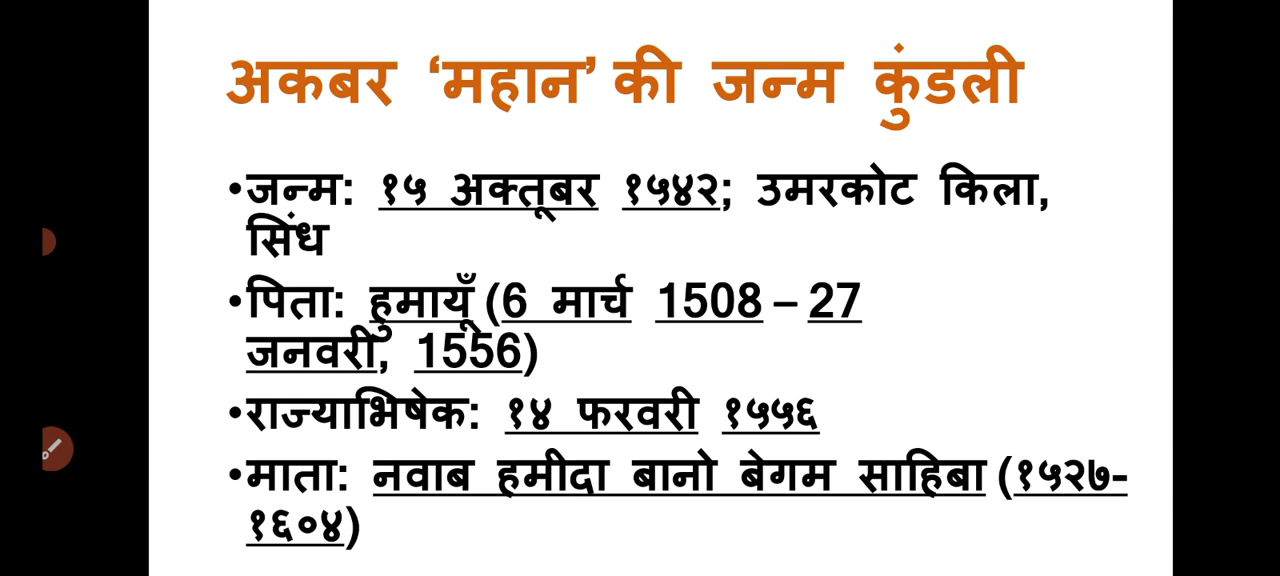 अकबर ‘महान’ की जन्म कुंडली
•जन्म: १५ अक्तूबर १५४२; उमरकोट किला,
सिंध
•पिता: हुमायूँ (6 मार्च 1508 – 27
जनवरी, 1556)
•राज्याभिषेक: १४ फरवरी १५५६
•माता: नवाब हमीदा बानो बेगम साहिबा (१५२७-
१६०४)